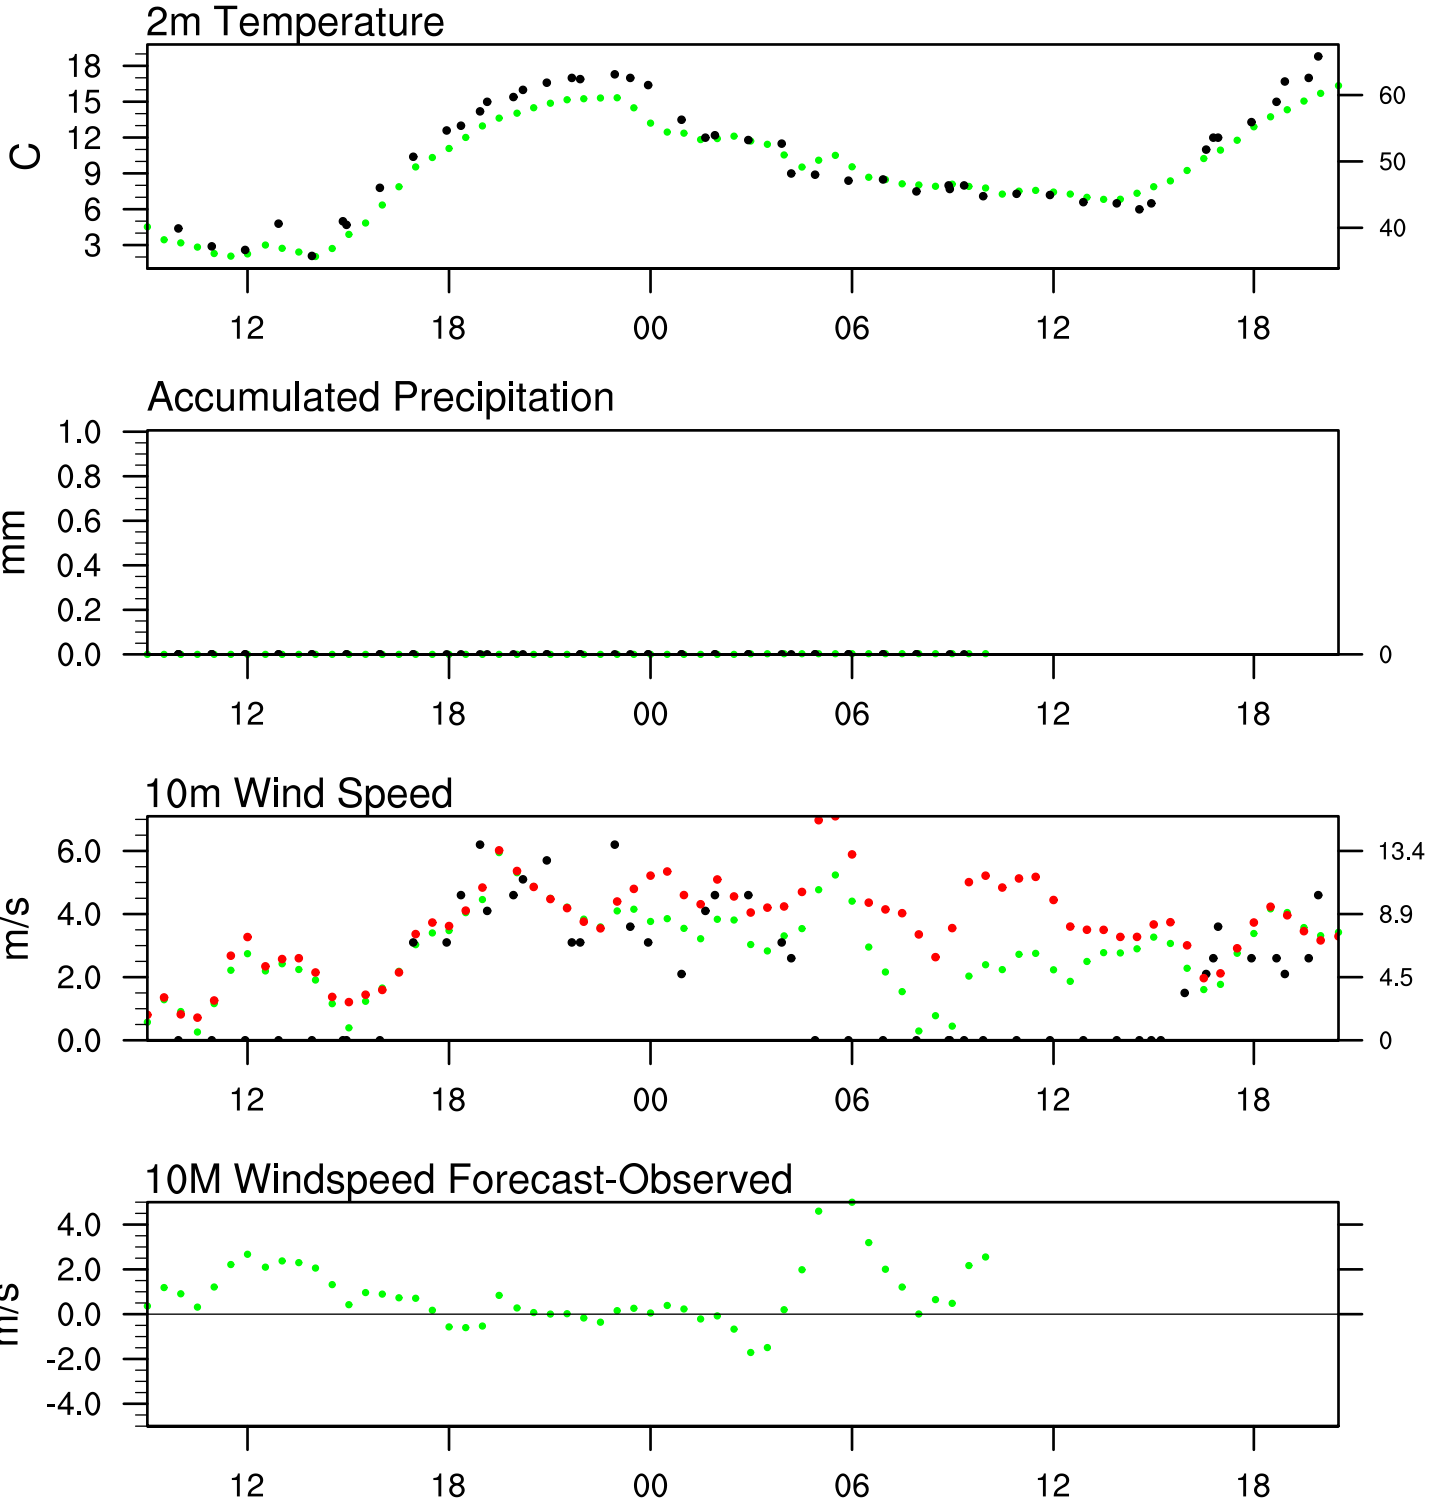 2m Temperature
18
15
12
9
6
3
C
60
50
40
12 18 00 06 12 18
Accumulated Precipitation
1.0
0.8
0.6
0.4
0.2
0.0
mm
0
12 18 00 06 12 18
10m Wind Speed
6.0
4.0
2.0
0.0
m/s
13.4
8.9
4.5
0
12 18 00 06 12 18
10M Windspeed Forecast-Observed
4.0
2.0
0.0
-2.0
-4.0
m/s
12 18 00 06 12 18